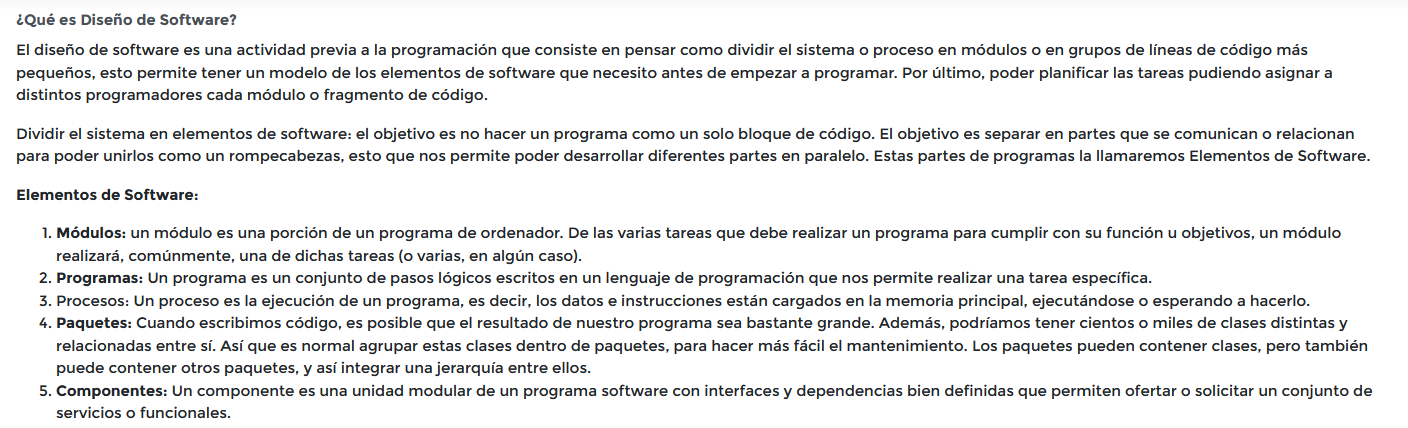 ¿Qué es Diseño de Software?
El diseño de software es una actividad previa a la programación que consiste en pensar como dividir el sistema o proceso en módulos o en grupos de líneas de código más
pequeños, esto permite tener un modelo de los elementos de software que necesito antes de empezar a programar. Por último, poder planificar las tareas pudiendo asignar a
distintos programadores cada módulo o fragmento de código.
Dividir el sistema en elementos de software: el objetivo es no hacer un programa como un solo bloque de código. El objetivo es separar en partes que se comunican o relacionan
para poder unirlos como un rompecabezas, esto que nos permite poder desarrollar diferentes partes en paralelo. Estas partes de programas la llamaremos Elementos de Software.
Elementos de Software:
1. Módulos: un módulo es una porción de un programa de ordenador. De las varias tareas que debe realizar un programa para cumplir con su función u objetivos, un módulo
realizará, comúnmente, una de dichas tareas (o varias, en algún caso).
2. Programas: Un programa es un conjunto de pasos lógicos escritos en un lenguaje de programación que nos permite realizar una tarea específica.
3. Procesos: Un proceso es la ejecución de un programa, es decir, los datos e instrucciones están cargados en la memoria principal, ejecutándose o esperando a hacerlo.
4. Paquetes: Cuando escribimos código, es posible que el resultado de nuestro programa sea bastante grande. Además, podríamos tener cientos o miles de clases distintas y
relacionadas entre sí. Así que es normal agrupar estas clases dentro de paquetes, para hacer más fácil el mantenimiento. Los paquetes pueden contener clases, pero también
puede contener otros paquetes, y así integrar una jerarquía entre ellos.
5. Componentes: Un componente es una unidad modular de un programa software con interfaces y dependencias bien definidas que permiten ofertar o solicitar un conjunto de
servicios o funcionales.